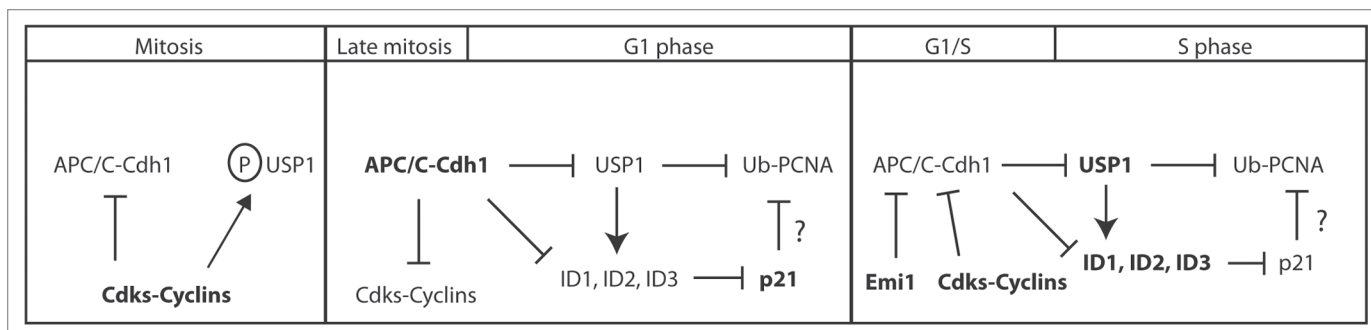 Mitosis
Late mitosis
G1 phase
G1/S
S phase
APC/C-Cdh1
P
USP1
Cdks-Cyclins
APC/C-Cdh1
USP1
Ub-PCNA
?
Cdks-Cyclins
ID1, ID2, ID3
p21
APC/C-Cdh1
USP1
Ub-PCNA
?
Emi1
Cdks-Cyclins
ID1, ID2, ID3
p21